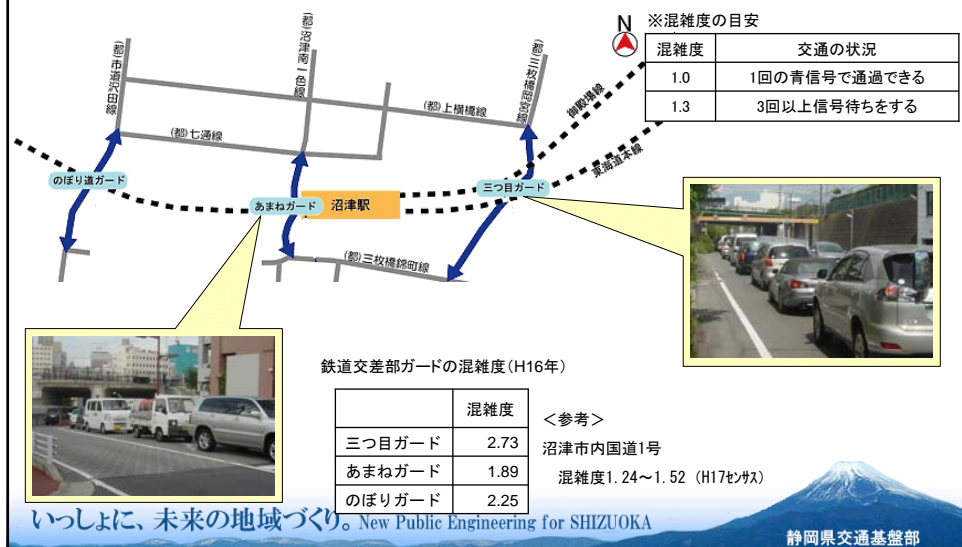 N
※混雑度の目安
混雑度 交通の状況
1.0 1回の青信号で通過できる
1.3 3回以上信号待ちをする
(都)市道沢田線
(都)沼津南一色線
(都)三枚橋岡宮線
御殿場線
(都)上横橋線
(都)七通線
東海道本線
のぼり道ガード
あまねガード
沼津駅
三つ目ガード
(都)三枚橋錦町線
鉄道交差部ガードの混雑度(H16年)
混雑度
三つ目ガード 2.73
あまねガード 1.89
のぼりガード 2.25
<参考>
沼津市内国道1号
混雑度1.24~1.52 (H17センサス)
いっしょに、未来の地域づくり。 New Public Engineering for SHIZUOKA
静岡県交通基盤部